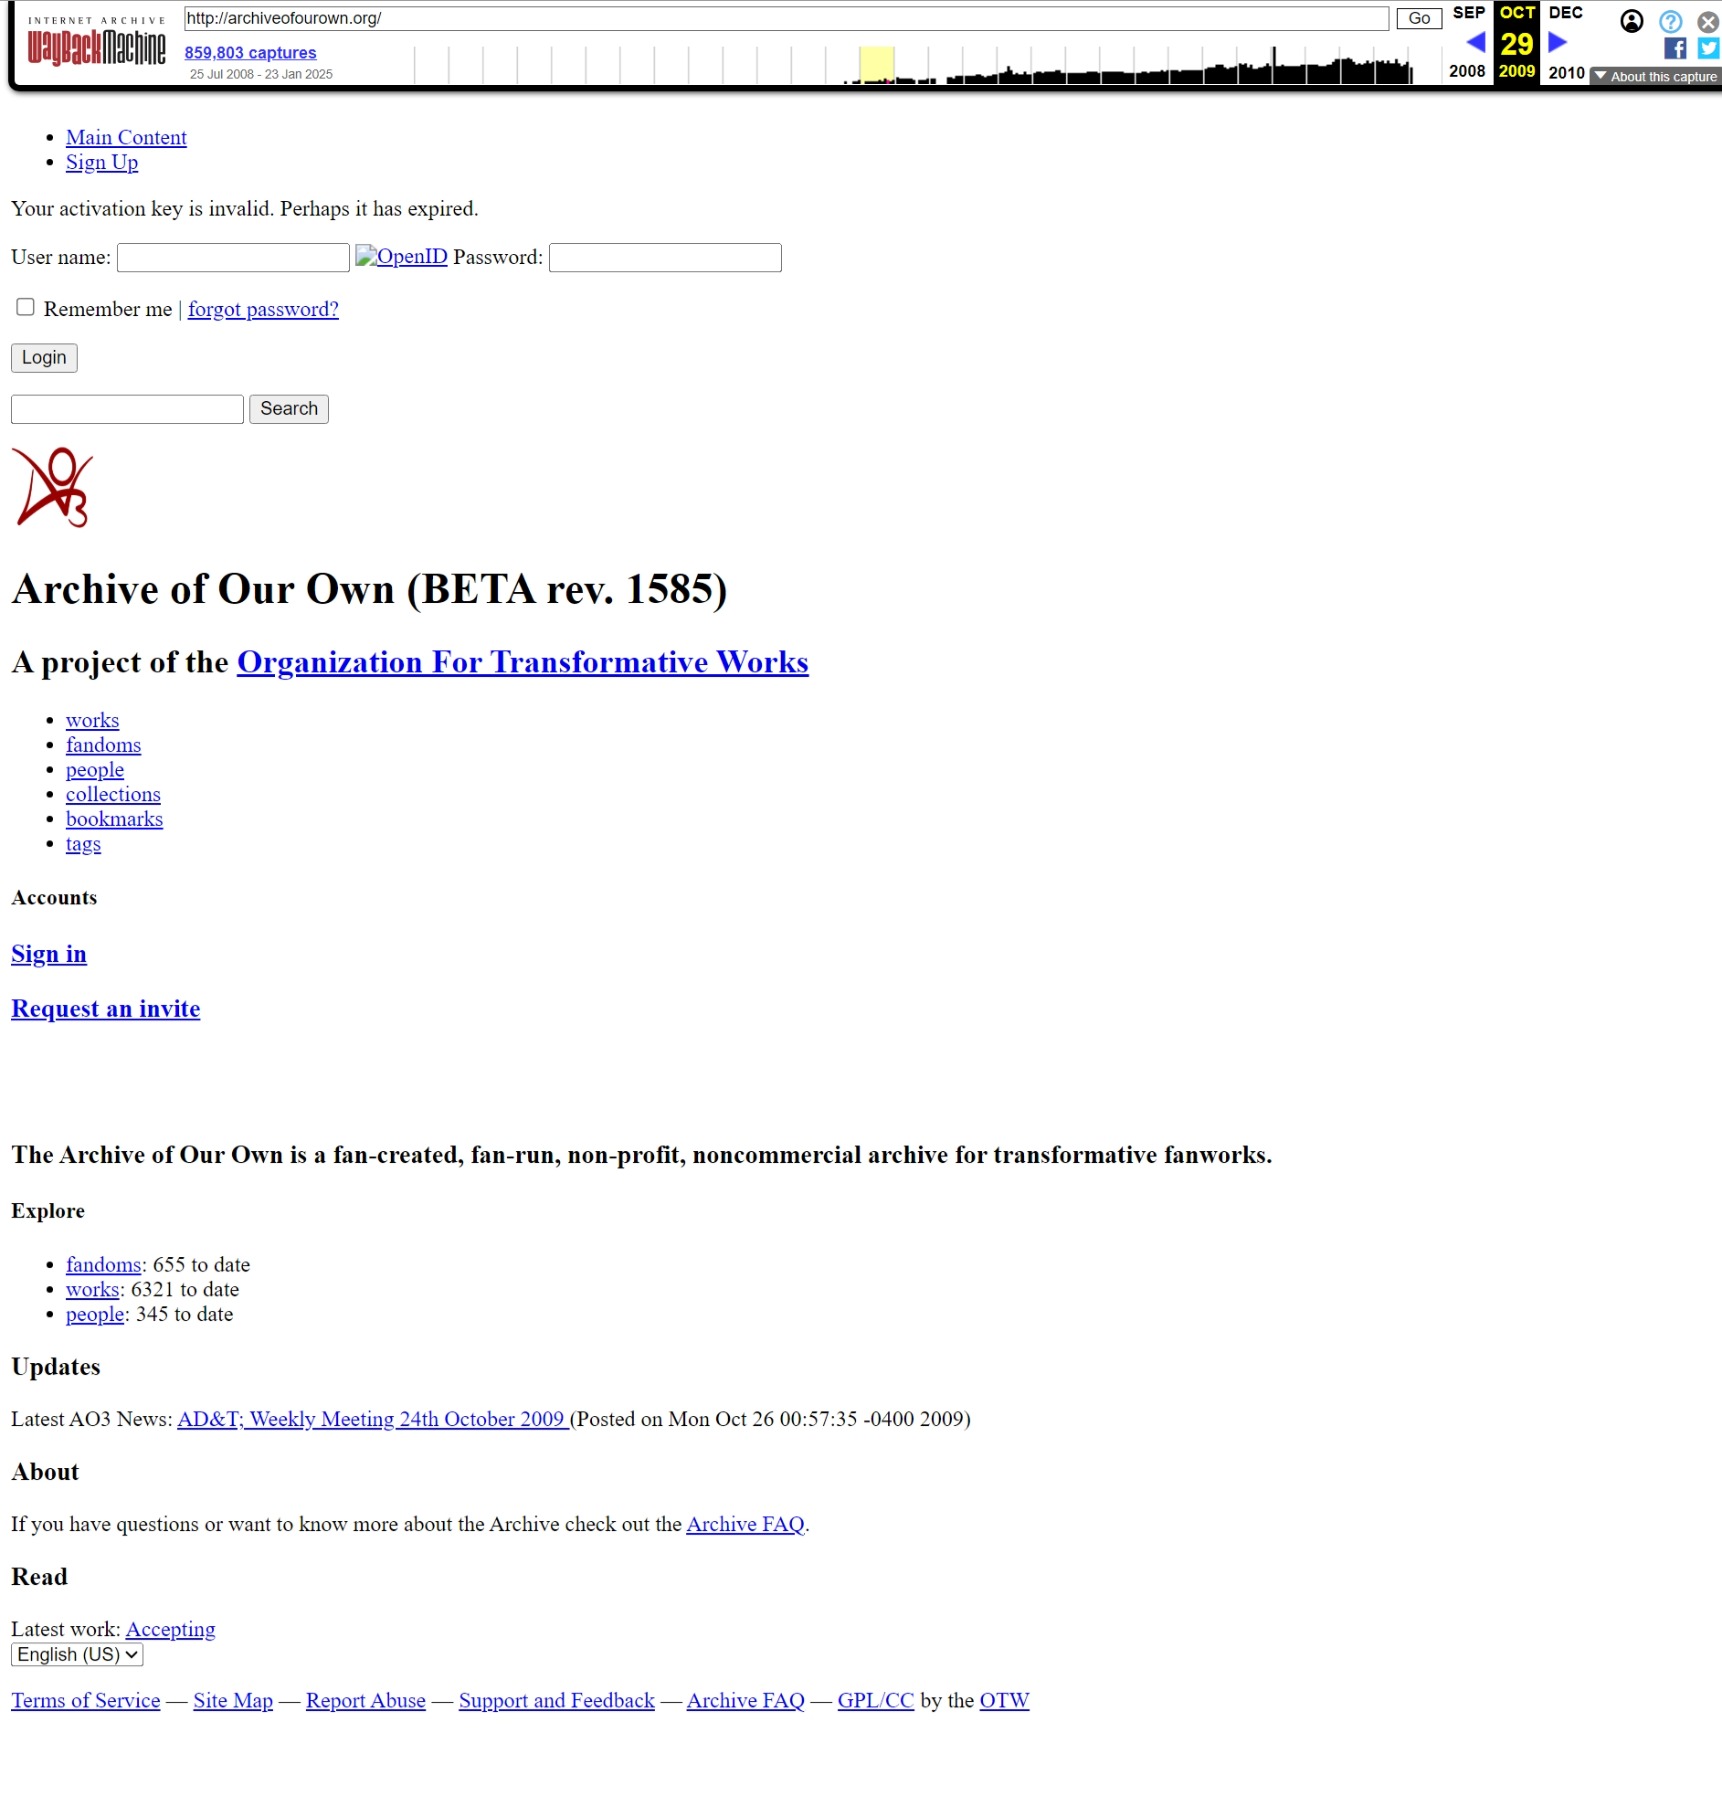 INTERNET ARCHIVE
WayBackMachine
http://archiveofourown.org/
Go
SEP OCT DEC
859,803 captures
29
25 Jul 2008 - 23 Jan 2025
2008 2009 2010
About this capture
Main Content
Sign Up
Your activation key is invalid. Perhaps it has expired.
User name: OpenID Password:
Remember me | forgot password?
Login
Search
AO3
Archive of Our Own (BETA rev. 1585)
A project of the Organization For Transformative Works
works
fandoms
people
collections
bookmarks
tags
Accounts
Sign in
Request an invite
The Archive of Our Own is a fan-created, fan-run, non-profit, noncommercial archive for transformative fanworks.
Explore
fandoms: 655 to date
works: 6321 to date
people: 345 to date
Updates
Latest AO3 News: AD&T; Weekly Meeting 24th October 2009 (Posted on Mon Oct 26 00:57:35 -0400 2009)
About
If you have questions or want to know more about the Archive check out the Archive FAQ.
Read
Latest work: Accepting
English (US)
Terms of Service — Site Map — Report Abuse — Support and Feedback — Archive FAQ — GPL/CC by the OTW